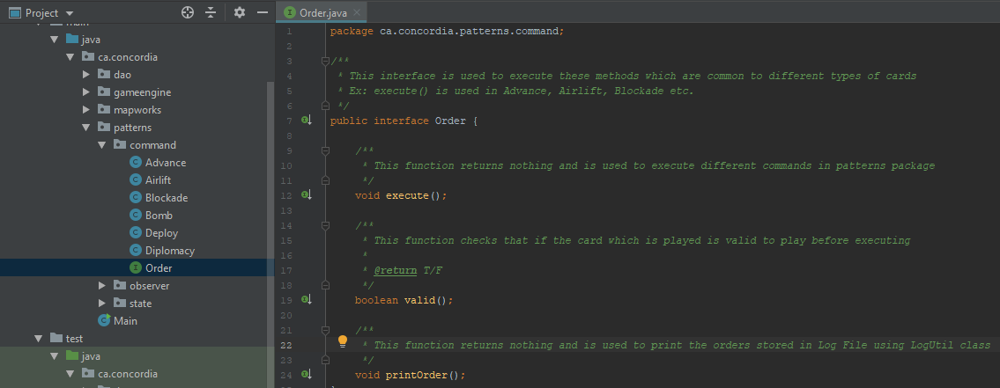 Project
Order.java
main
java
ca.concordia
dao
gameengine
mapworks
patterns
command
Advance
Airlift
Blockade
Bomb
Deploy
Diplomacy
Order
observer
state
Main
test
java
ca.concordia
1 package ca.concordia.patterns.command;
2
3 /**
4 * This interface is used to execute these methods which are common to different types of cards
5 * Ex: execute() is used in Advance, Airlift, Blockade etc.
6 */
7 public interface Order {
8
9 /**
10 * This function returns nothing and is used to execute different commands in patterns package
11 */
12 void execute();
13
14 /**
15 * This function checks that if the card which is played is valid to play before executing
16 *
17 * @return T/F
18 */
19 boolean valid();
20
21 /**
22 * This function returns nothing and is used to print the orders stored in Log File using LogUtil class
23 */
24 void printOrder();